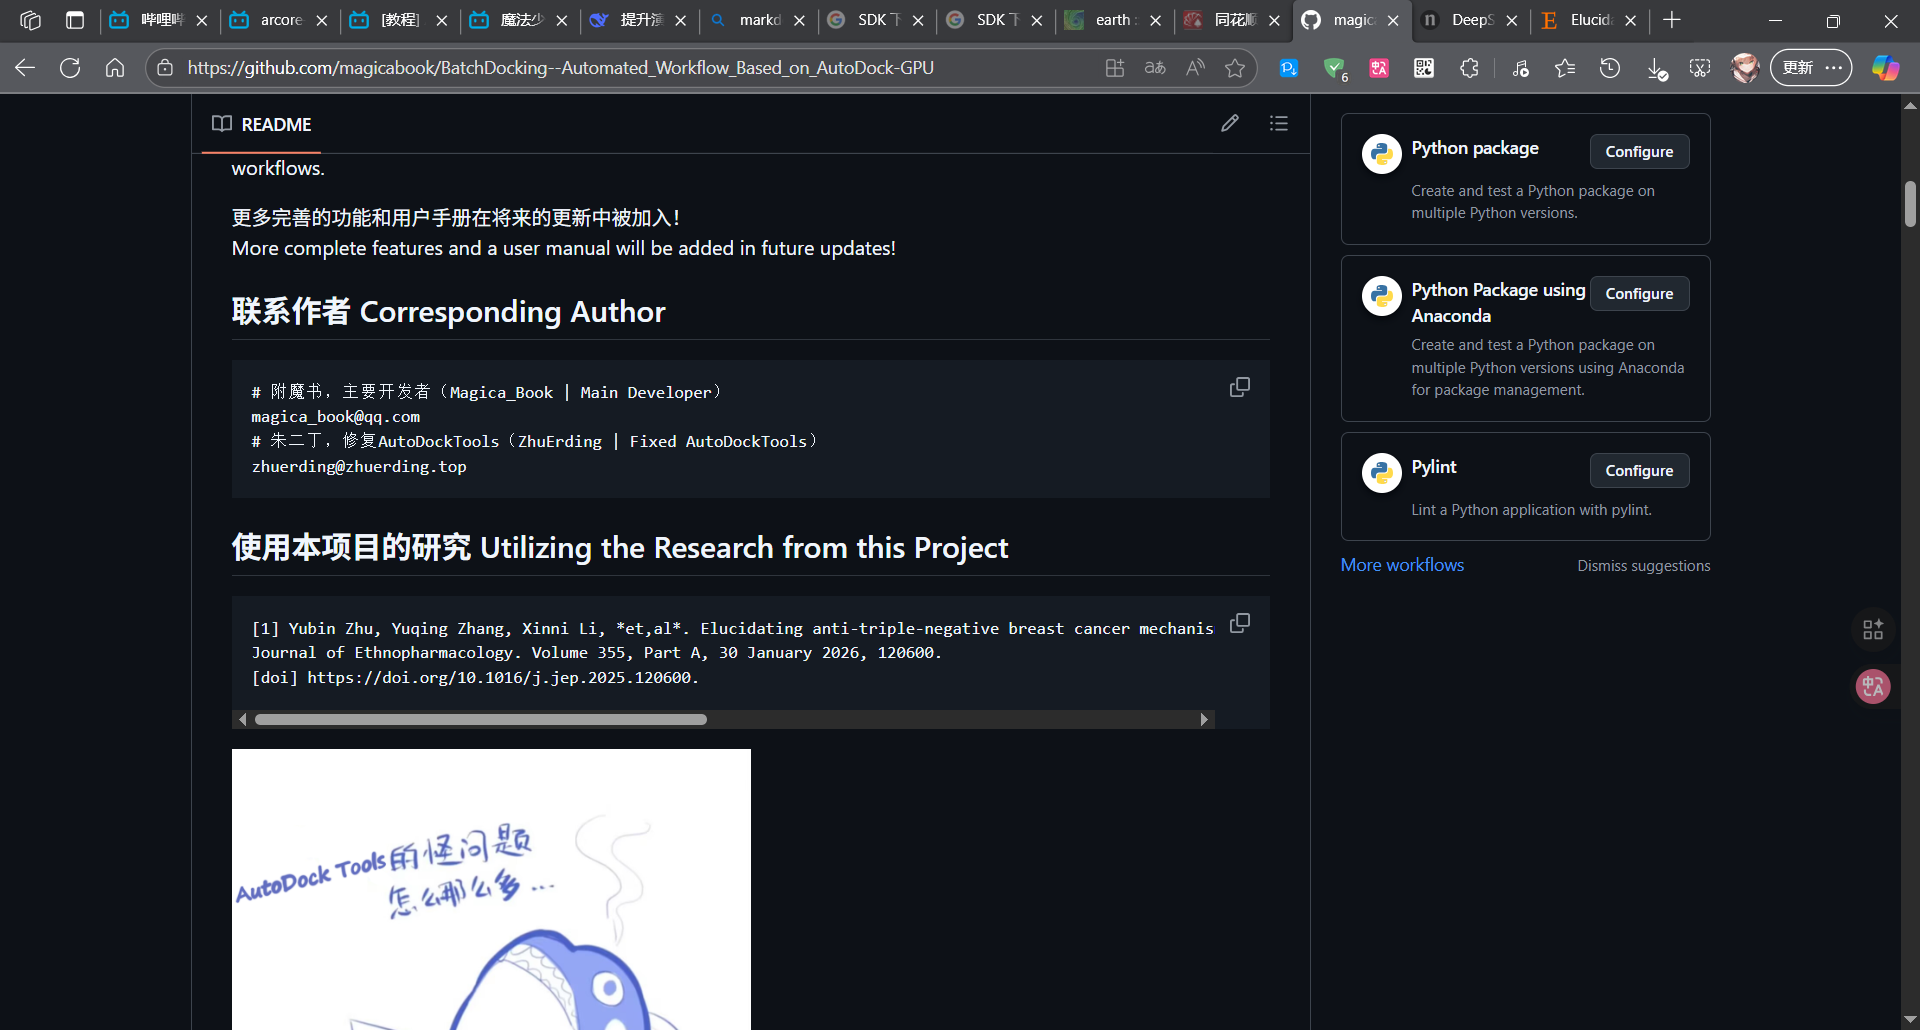 哔哩哔
arcore
[教程]
魔法少
提升演
markd
SDK 下
SDK 下
earth :
同花顺
magic
DeepS
Elucid
https://github.com/magicabook/BatchDocking--Automated_Workflow_Based_on_AutoDock-GPU
更新
README
workflows.
更多完善的功能和用户手册在将来的更新中被加入！
More complete features and a user manual will be added in future updates!
联系作者 Corresponding Author
# 附魔书，主要开发者（Magica_Book | Main Developer）
magica_book@qq.com
# 朱二丁，修复AutoDockTools（ZhuErding | Fixed AutoDockTools）
zhuerding@zhuerding.top
使用本项目的研究 Utilizing the Research from this Project
[1] Yubin Zhu, Yuqing Zhang, Xinni Li, *et,al*. Elucidating anti-triple-negative breast cancer mechanis
Journal of Ethnopharmacology. Volume 355, Part A, 30 January 2026, 120600.
[doi] https://doi.org/10.1016/j.jep.2025.120600.
AutoDock Tools的怪问题
怎么那么多...
Python package
Configure
Create and test a Python package on
multiple Python versions.
Python Package using
Anaconda
Configure
Create and test a Python package on
multiple Python versions using Anaconda
for package management.
Pylint
Configure
Lint a Python application with pylint.
More workflows
Dismiss suggestions